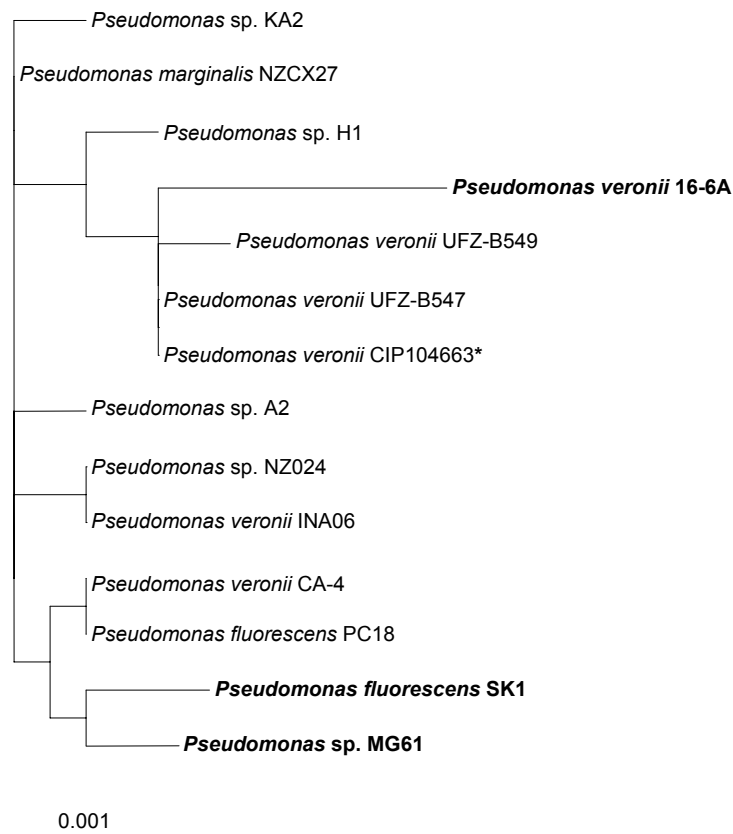 Pseudomonas sp. KA2
Pseudomonas marginalis NZCX27
Pseudomonas sp. H1
Pseudomonas veronii 16-6A
Pseudomonas veronii UFZ-B549
Pseudomonas veronii UFZ-B547
Pseudomonas veronii CIP104663*
Pseudomonas sp. A2
Pseudomonas sp. NZ024
Pseudomonas veronii INA06
Pseudomonas veronii CA-4
Pseudomonas fluorescens PC18
Pseudomonas fluorescens SK1
Pseudomonas sp. MG61
0.001